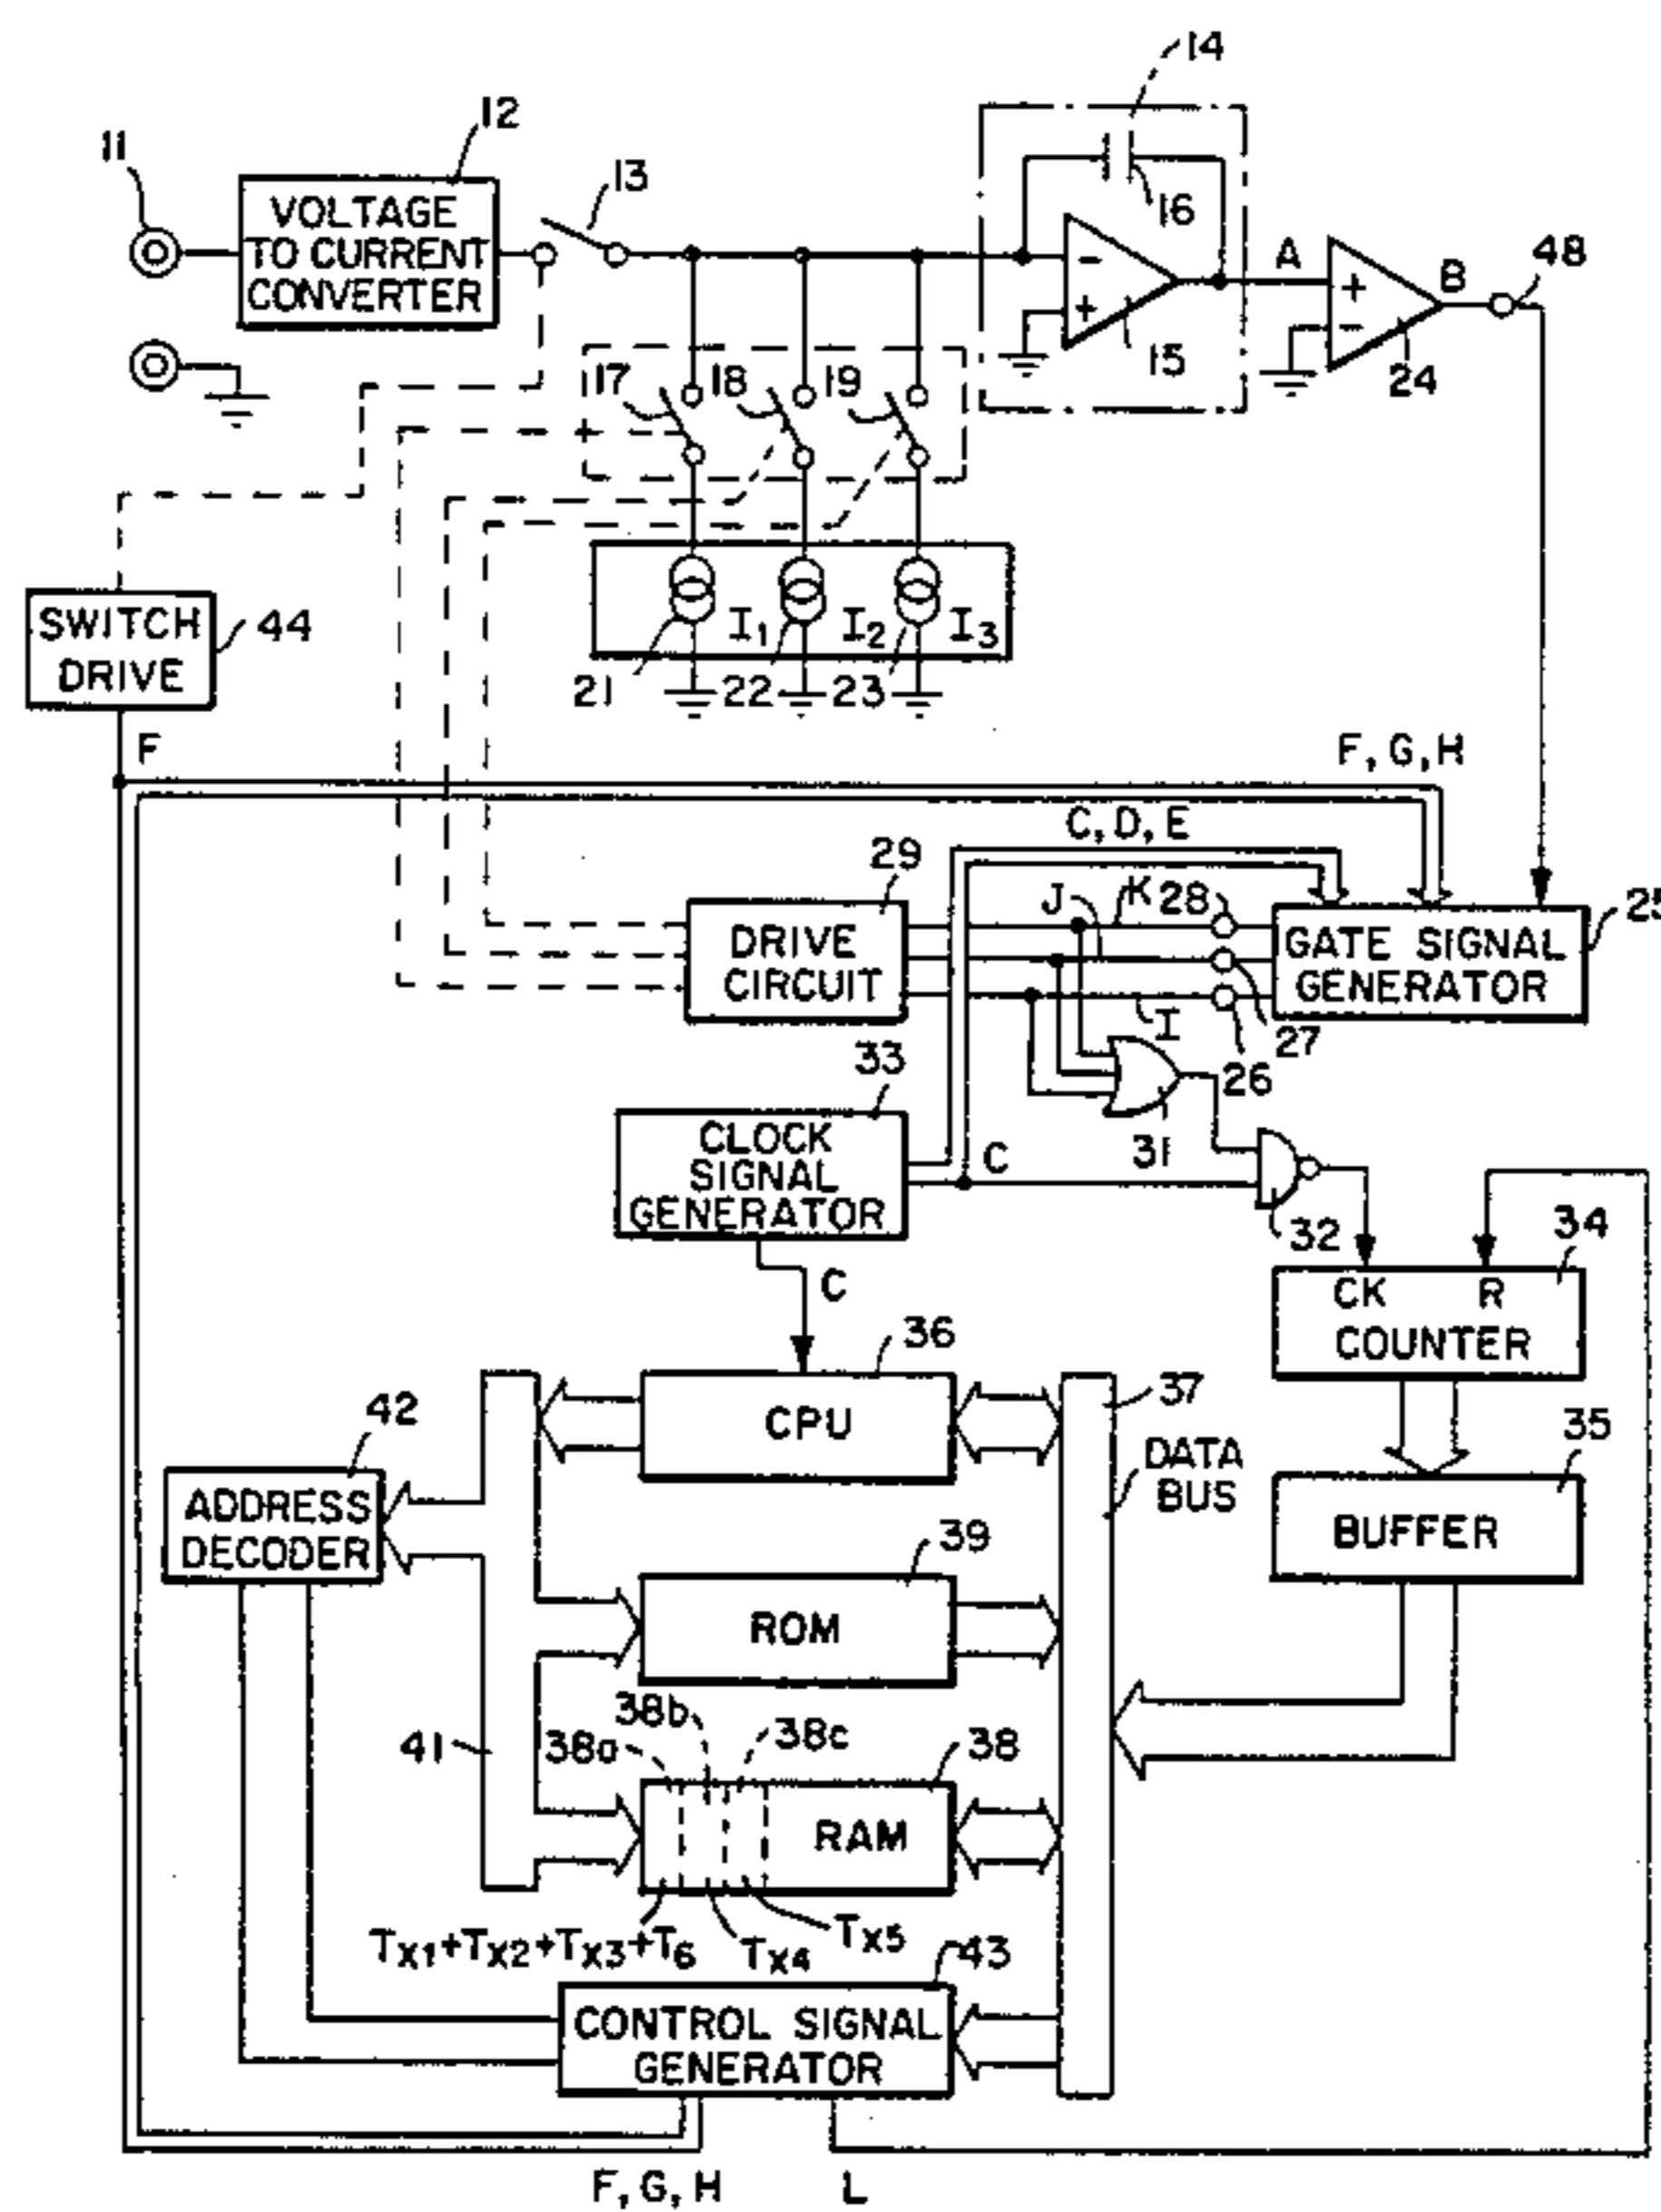 14
11
12
13
VOLTAGE
TO CURRENT
CONVERTER
16
-
+
15
A
+
-
B
48
24
17
18
19
SWITCH
DRIVE
44
I1
I2
I3
21
22
23
F
F, G, H
C, D, E
29
J
K
28
25
DRIVE
CIRCUIT
GATE SIGNAL
GENERATOR
I
27
26
33
31
CLOCK
SIGNAL
GENERATOR
C
32
34
C
CK R
COUNTER
36
CPU
37
DATA
BUS
42
35
ADDRESS
DECODER
BUFFER
39
ROM
38b
38a
38c
38
41
RAM
TX1+TX2+TX3+T6
TX4
TX5
43
CONTROL SIGNAL
GENERATOR
F, G, H
L